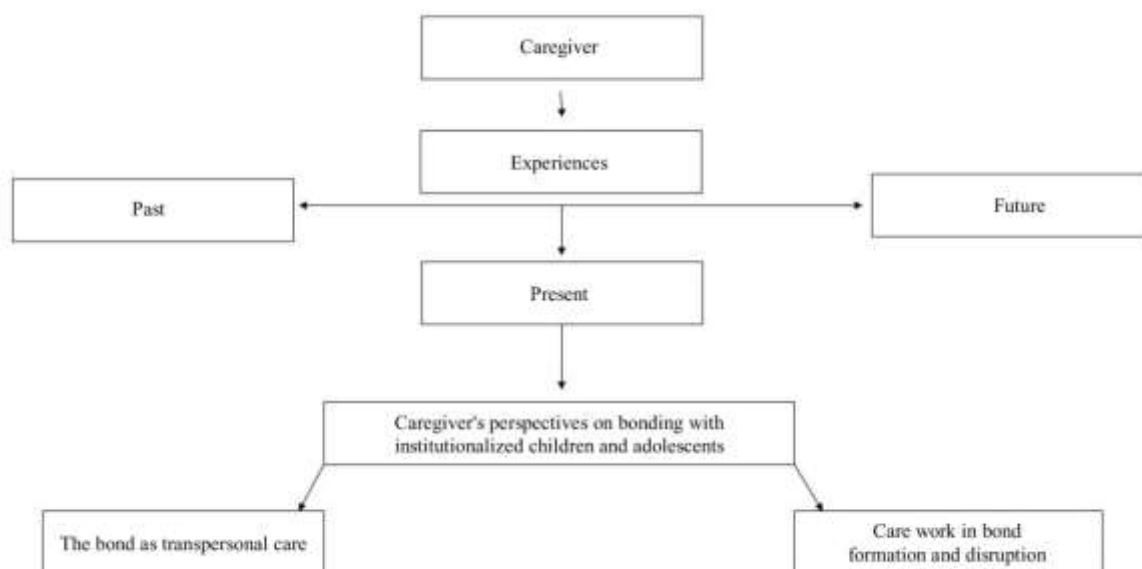 Caregiver
Experiences
Past
Future
Present
Caregiver's perspectives on bonding with
institutionalized children and adolescents
The bond as transpersonal care
Care work in bond
formation and disruption